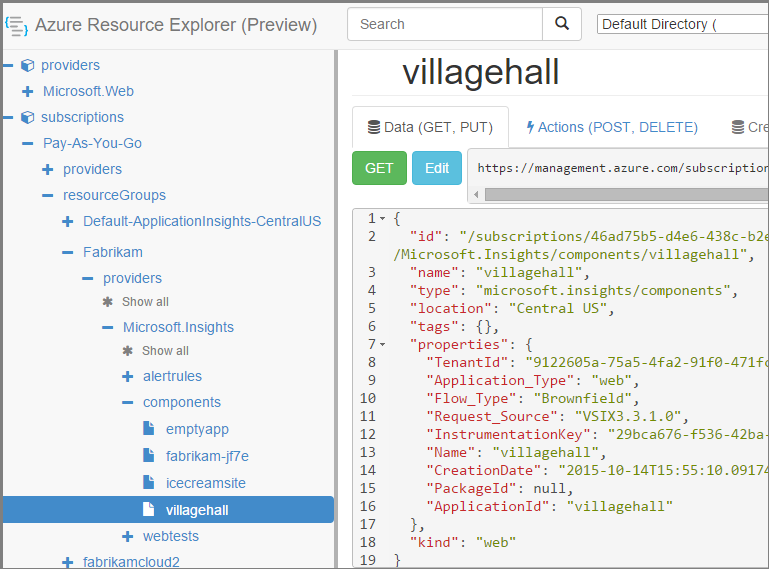 Azure Resource Explorer (Preview)
Search
Default Directory (
providers
Microsoft.Web
subscriptions
Pay-As-You-Go
providers
resourceGroups
Default-ApplicationInsights-CentralUS
Fabrikam
providers
Show all
Microsoft.Insights
Show all
alertrules
components
emptyapp
fabrikam-jf7e
icecreamsite
villagehall
webtests
fabrikamcloud2
villagehall
Data (GET, PUT)
Actions (POST, DELETE)
Cre
GET
Edit
https://management.azure.com/subscription
1 {
2 "id": "/subscriptions/46ad75b5-d4e6-438c-b2e
/Microsoft.Insights/components/villagehall",
3 "name": "villagehall",
4 "type": "microsoft.insights/components",
5 "location": "Central US",
6 "tags": {},
7 "properties": {
8 "TenantId": "9122605a-75a5-4fa2-91f0-471fc
9 "Application_Type": "web",
10 "Flow_Type": "Brownfield",
11 "Request_Source": "VSIX3.3.1.0",
12 "InstrumentationKey": "29bca676-f536-42ba-
13 "Name": "villagehall",
14 "CreationDate": "2015-10-14T15:55:10.09174
15 "PackageId": null,
16 "ApplicationId": "villagehall"
17 },
18 "kind": "web"
19 }